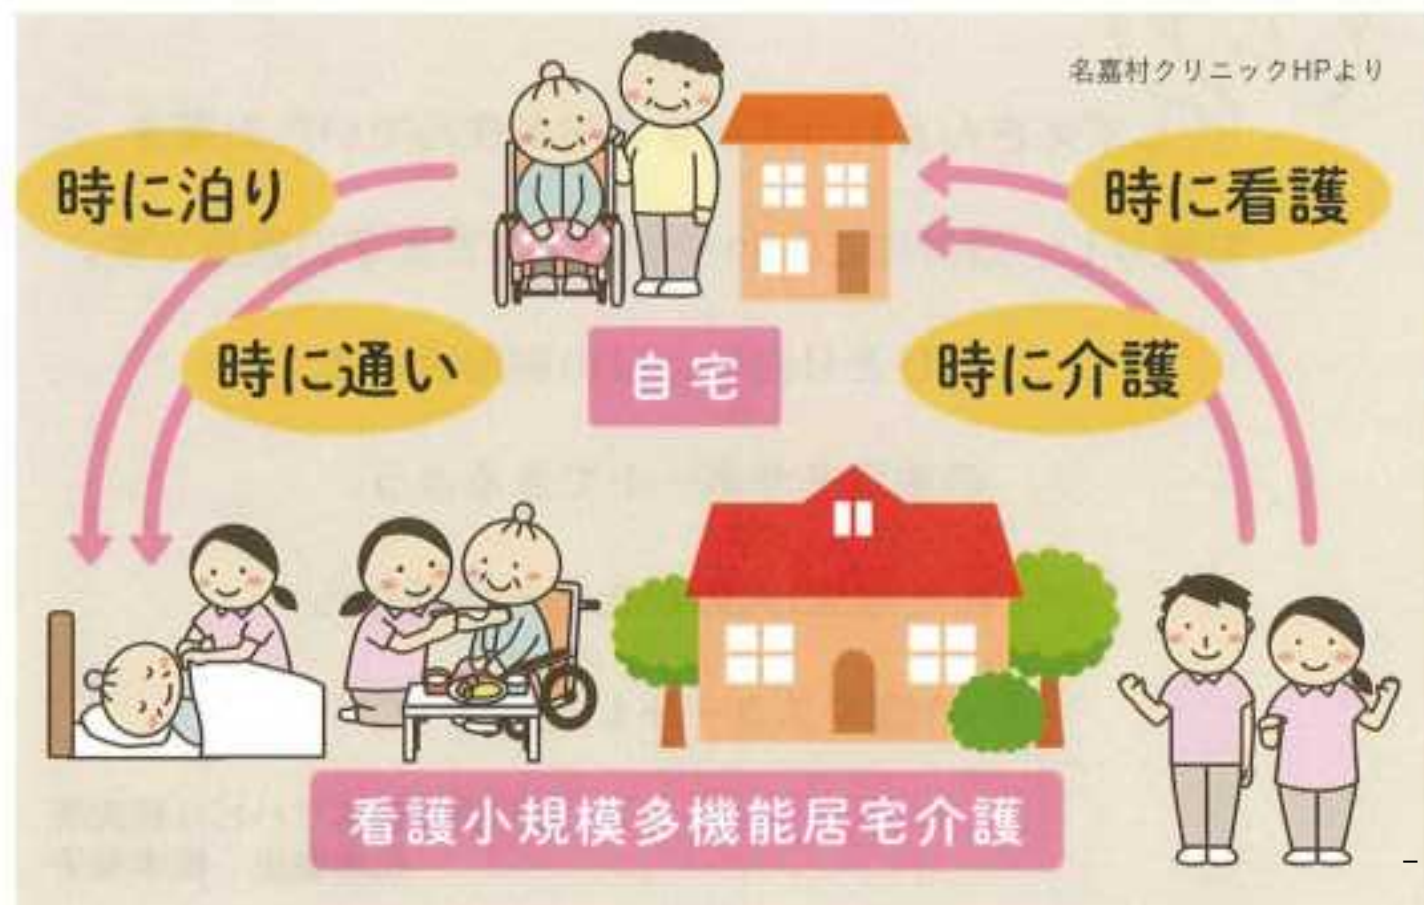 名嘉村クリニックHPより
時に泊り
時に看護
時に通い
自宅
時に介護
看護小規模多機能居宅介護